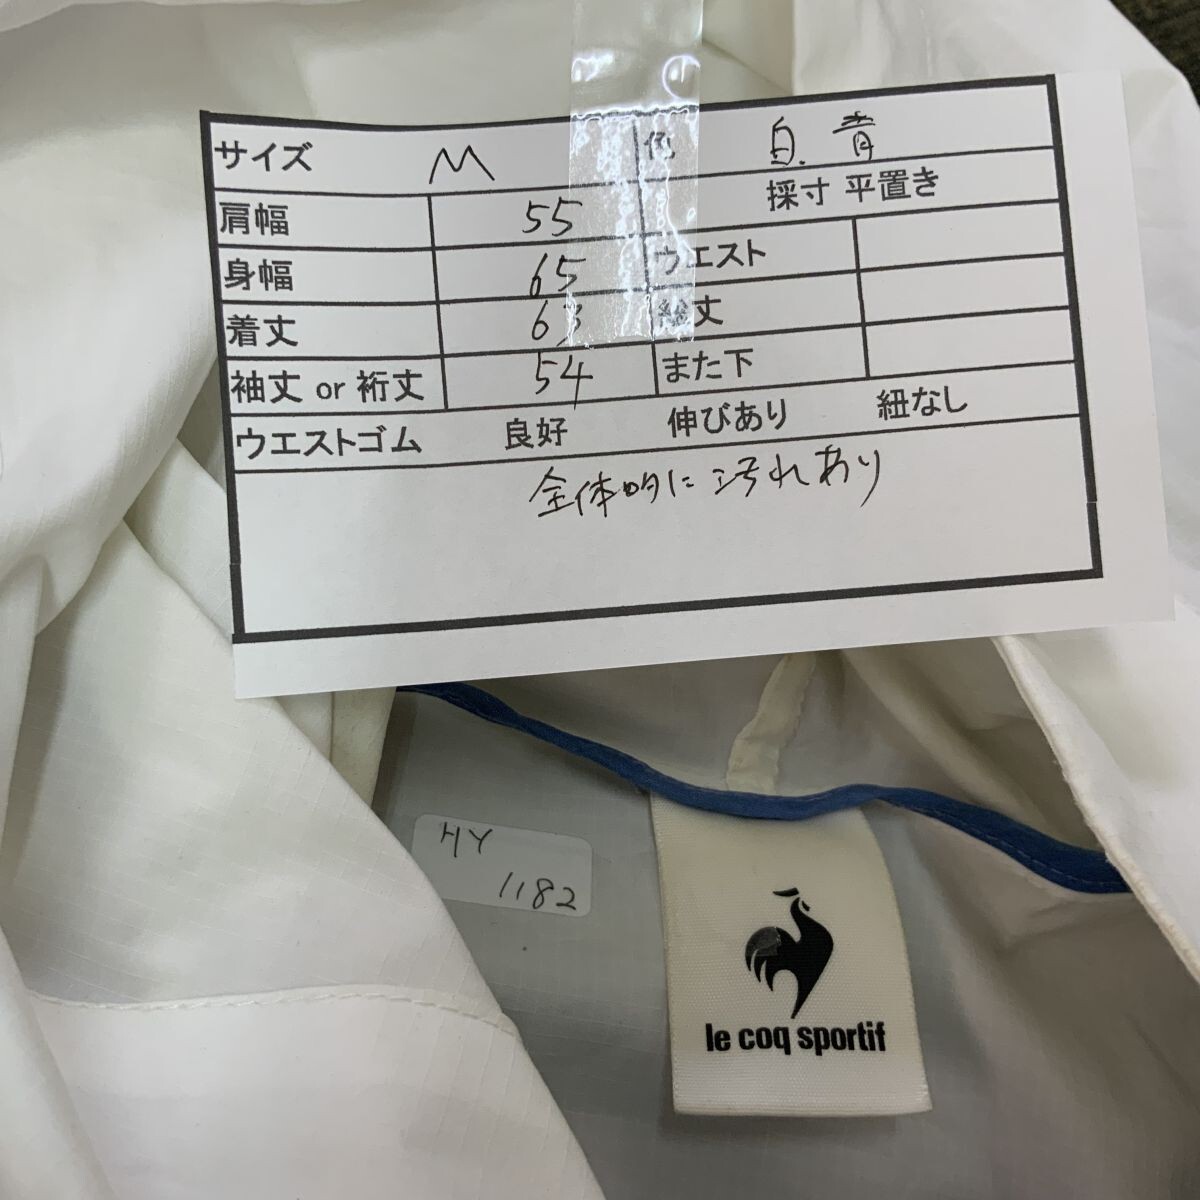 サイズ M 色 白.青
肩幅 55 採寸 平置き
身幅 65 ウエスト
着丈 63 総丈
袖丈 or 裄丈 54 また下
ウエストゴム 良好 伸びあり 紐なし
全体的に汚れあり
HY
1182
le coq sportif